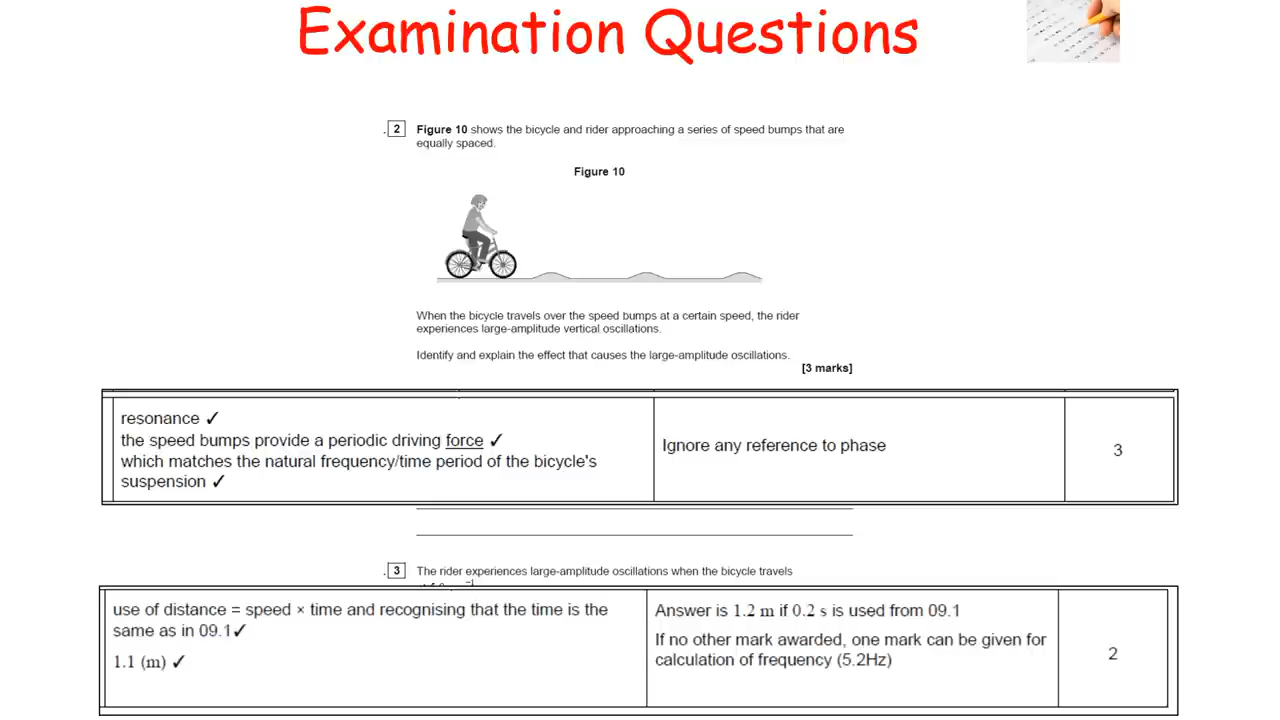 Examination Questions
. 2 Figure 10 shows the bicycle and rider approaching a series of speed bumps that are
equally spaced.
Figure 10
When the bicycle travels over the speed bumps at a certain speed, the rider
experiences large-amplitude vertical oscillations.
Identify and explain the effect that causes the large-amplitude oscillations.
[3 marks]
resonance ✓
the speed bumps provide a periodic driving force ✓
which matches the natural frequency/time period of the bicycle's
suspension ✓
Ignore any reference to phase
3
. 3 The rider experiences large-amplitude oscillations when the bicycle travels
use of distance = speed × time and recognising that the time is the
same as in 09.1✓
1.1 (m) ✓
Answer is 1.2 m if 0.2 s is used from 09.1
If no other mark awarded, one mark can be given for
calculation of frequency (5.2Hz)
2